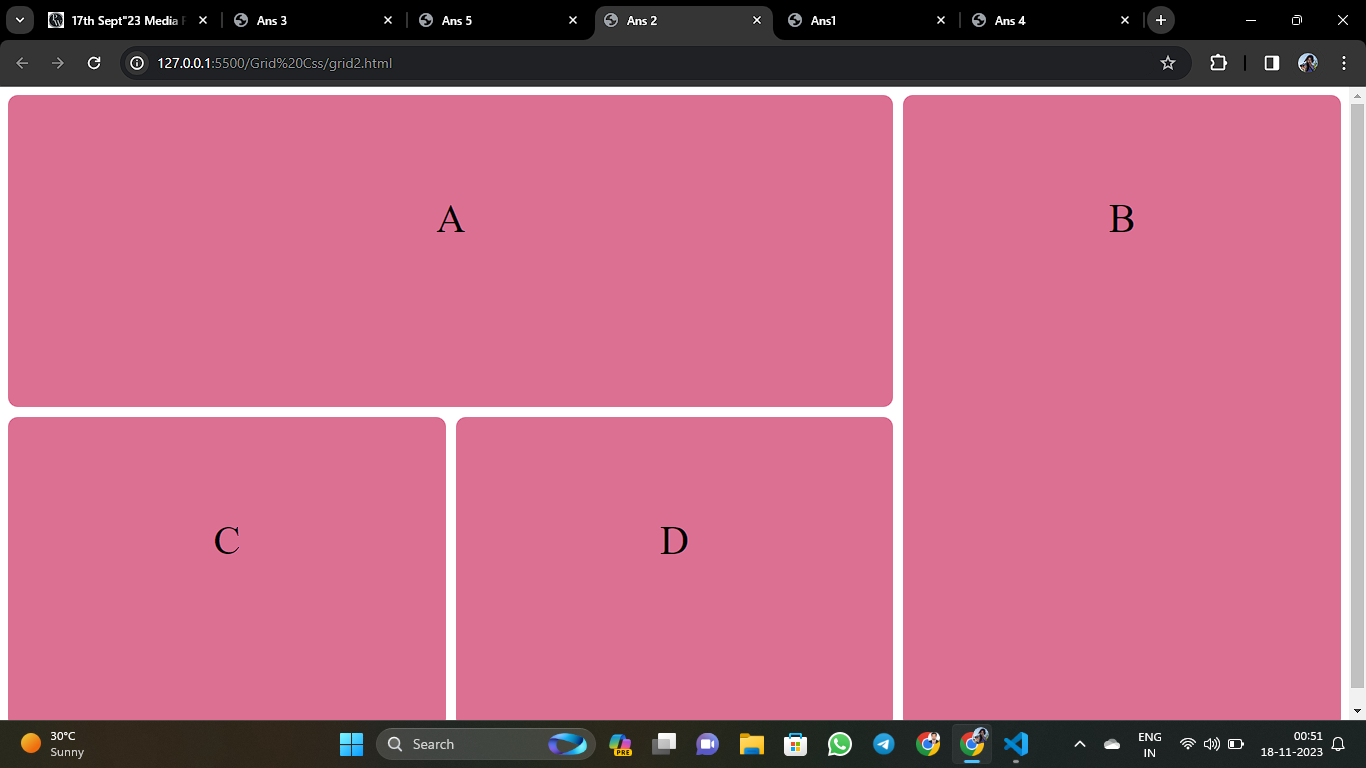 17th Sept"23 Media
Ans 3
Ans 5
Ans 2
Ans1
Ans 4
127.0.0.1:5500/Grid%20Css/grid2.html
A
B
C
D
30°C
Sunny
Search
PRE
ENG
IN
00:51
18-11-2023